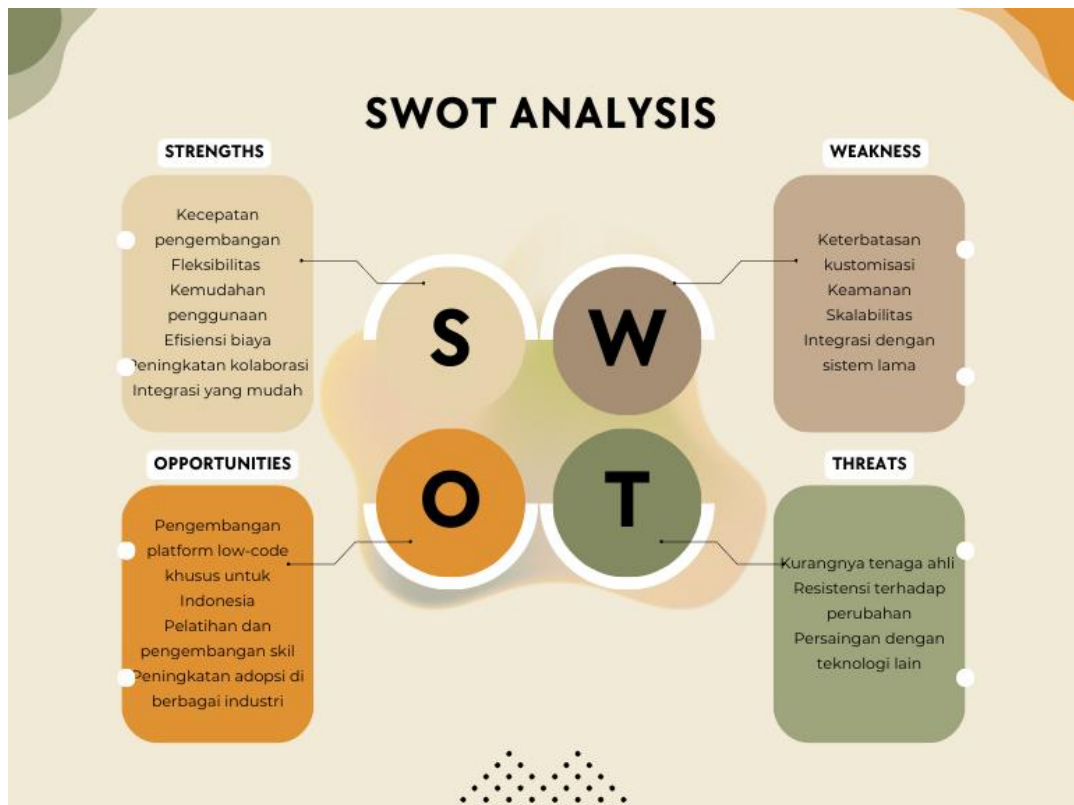 SWOT ANALYSIS
STRENGTHS
Kecepatan
pengembangan
Fleksibilitas
Kemudahan
penggunaan
Efisiensi biaya
Peningkatan kolaborasi
Integrasi yang mudah
WEAKNESS
Keterbatasan
kustomisasi
Keamanan
Skalabilitas
Integrasi dengan
sistem lama
S
W
O
T
OPPORTUNITIES
Pengembangan
platform low-code
khusus untuk
Indonesia
Pelatihan dan
pengembangan skil
Peningkatan adopsi di
berbagai industri
THREATS
Kurangnya tenaga ahli
Resistensi terhadap
perubahan
Persaingan dengan
teknologi lain